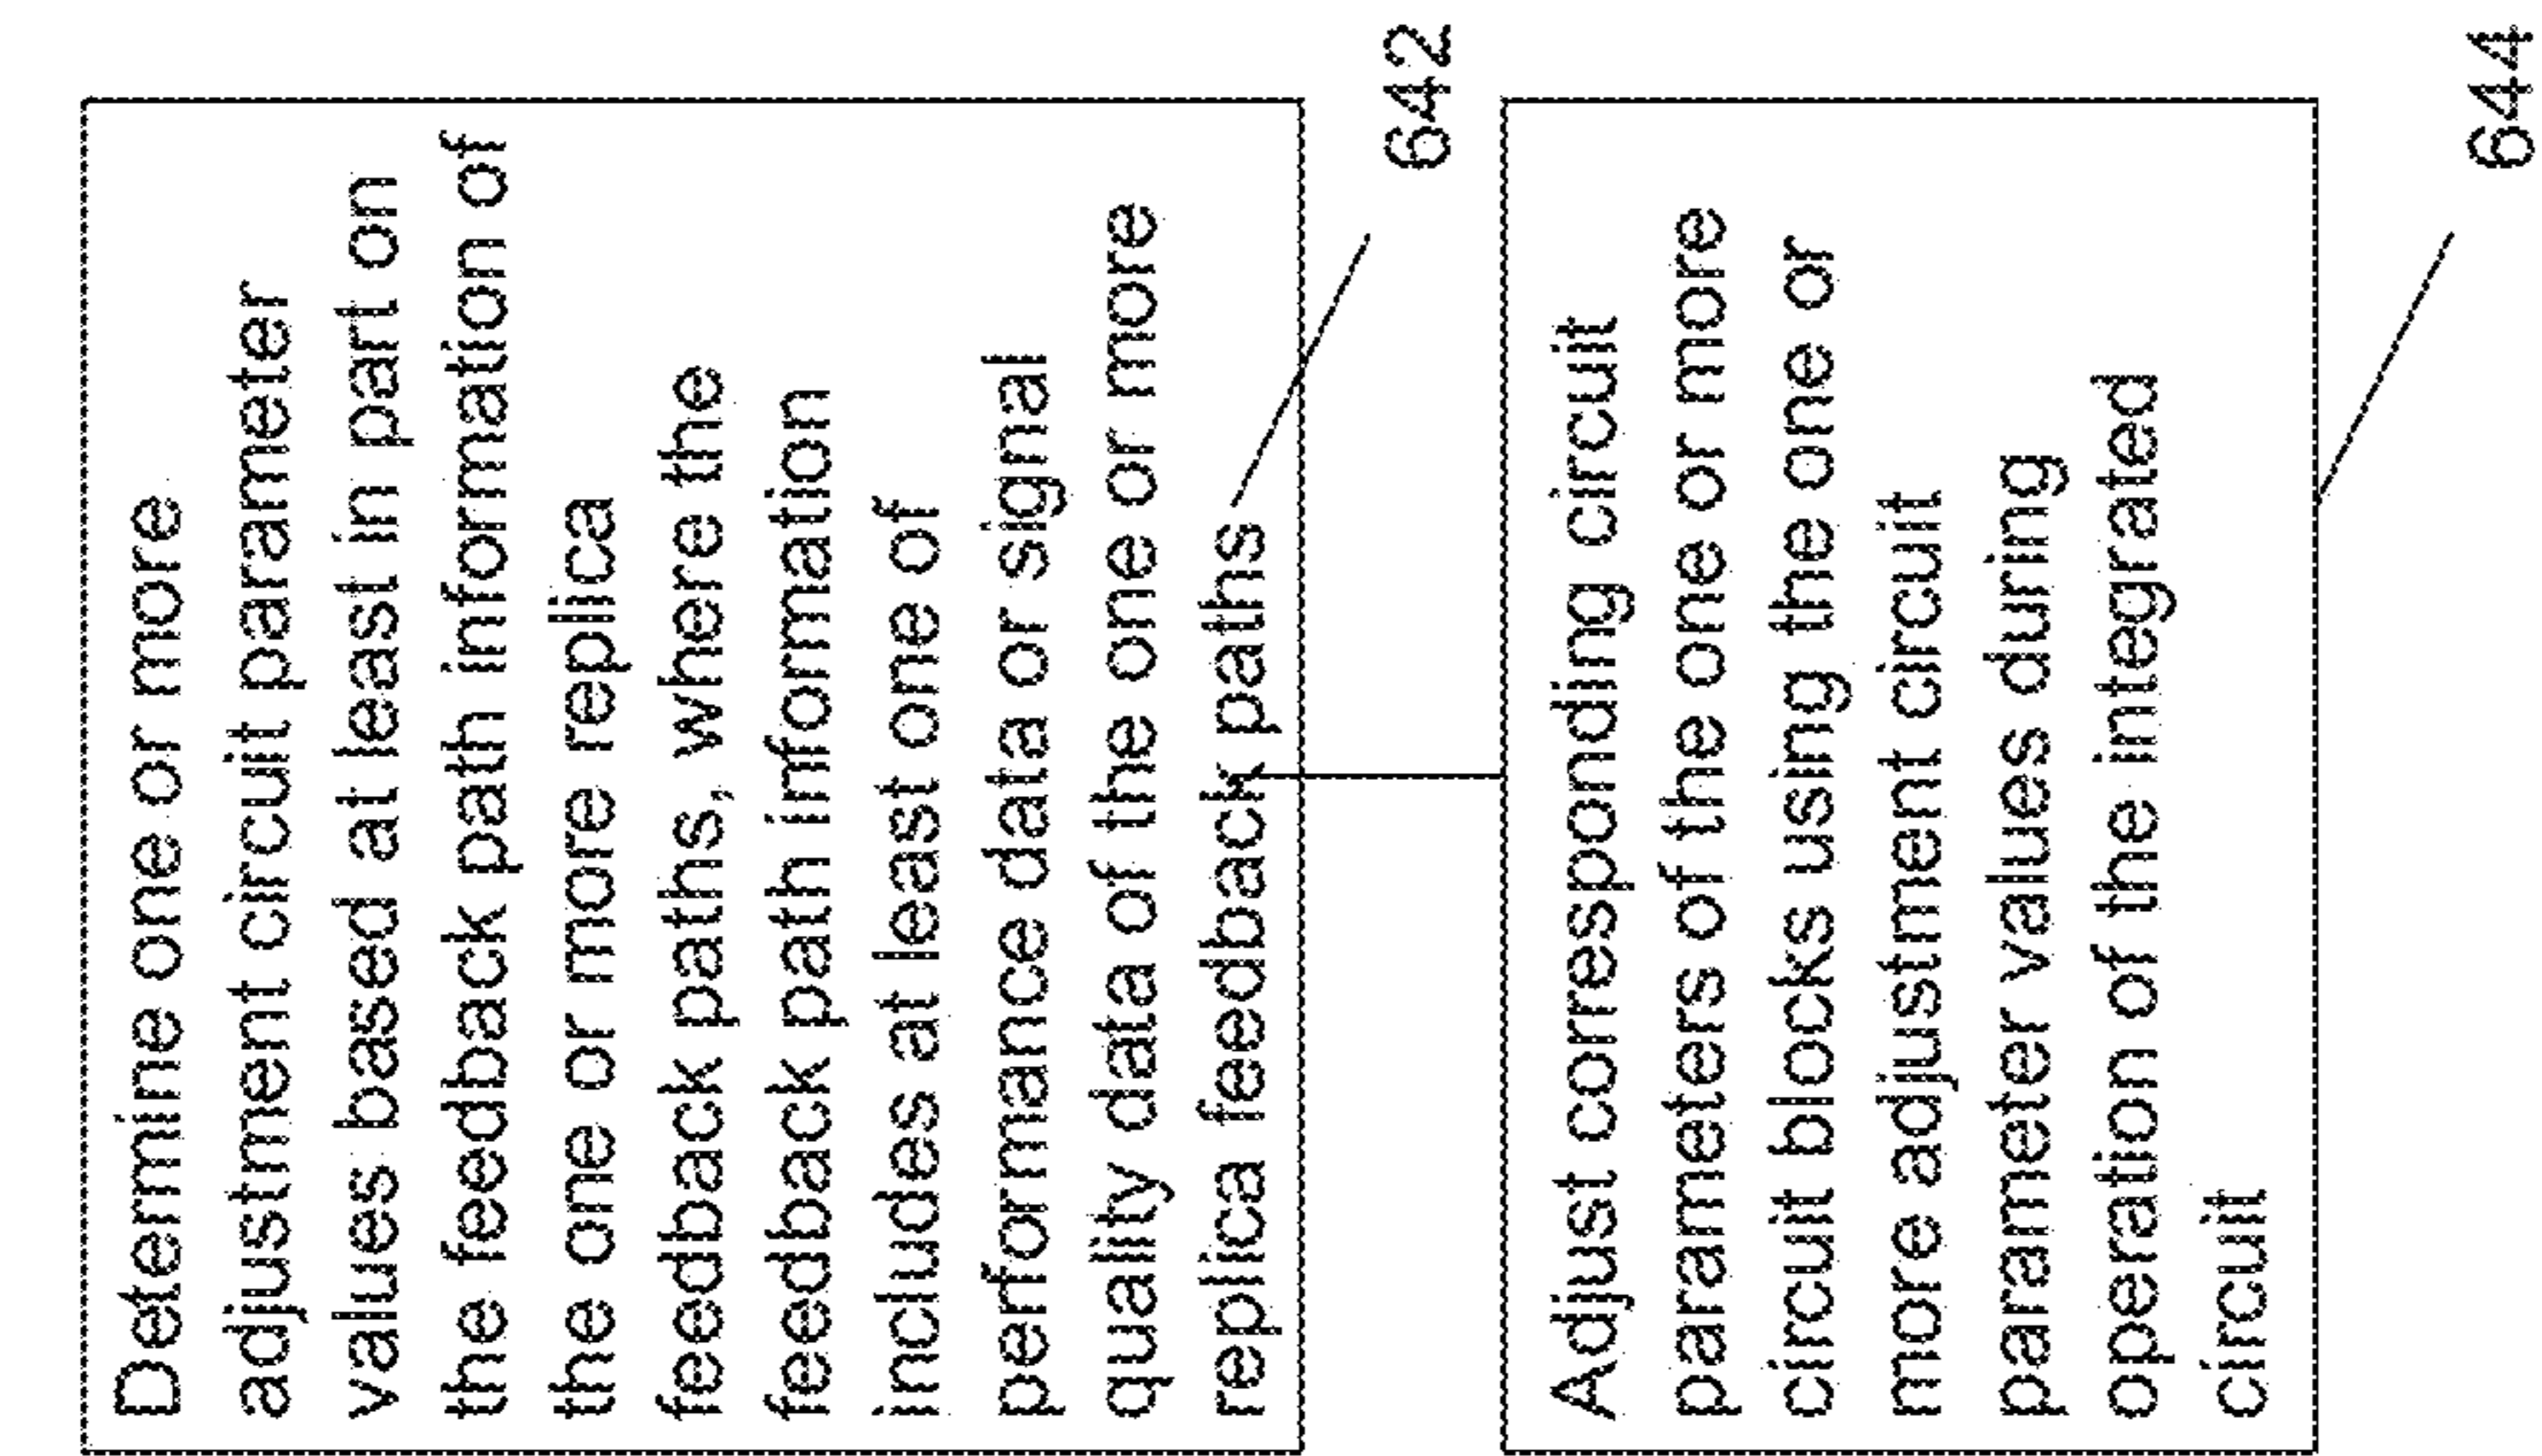 Determine one or more
adjustment circuit parameter
values based at least in part on
the feedback path information of
the one or more replica
feedback paths, where the
feedback path information
includes at least one of
performance data or signal
quality data of the one or more
replica feedback paths
642
Adjust corresponding circuit
parameters of the one or more
circuit blocks using the one or
more adjustment circuit
parameter values during
operation of the integrated
circuit
644